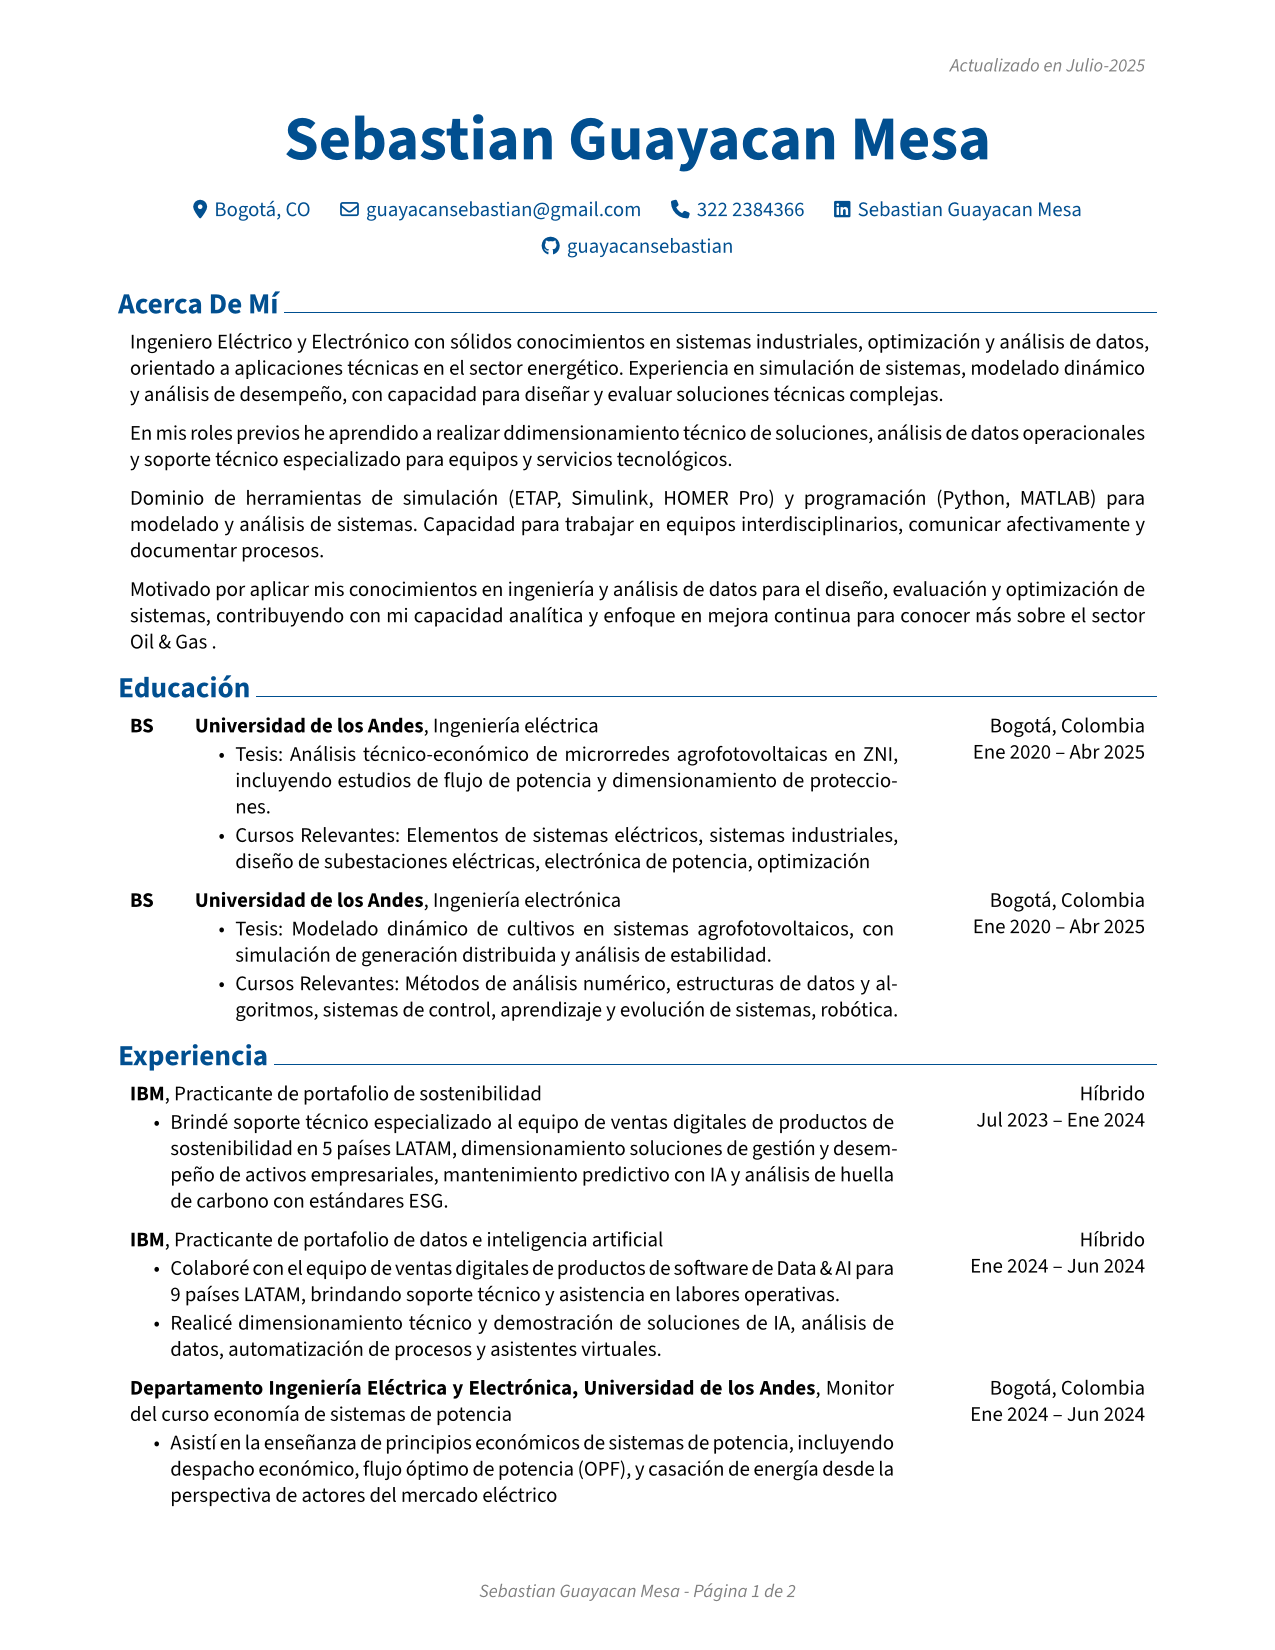 Actualizado en Julio-2025
Sebastian Guayacan Mesa
Bogotá, CO guayacansebastian@gmail.com 322 2384366 Sebastian Guayacan Mesa
guayacansebastian
Acerca De Mí
Ingeniero Eléctrico y Electrónico con sólidos conocimientos en sistemas industriales, optimización y análisis de datos,
orientado a aplicaciones técnicas en el sector energético. Experiencia en simulación de sistemas, modelado dinámico
y análisis de desempeño, con capacidad para diseñar y evaluar soluciones técnicas complejas.
En mis roles previos he aprendido a realizar ddimensionamiento técnico de soluciones, análisis de datos operacionales
y soporte técnico especializado para equipos y servicios tecnológicos.
Dominio de herramientas de simulación (ETAP, Simulink, HOMER Pro) y programación (Python, MATLAB) para
modelado y análisis de sistemas. Capacidad para trabajar en equipos interdisciplinarios, comunicar afectivamente y
documentar procesos.
Motivado por aplicar mis conocimientos en ingeniería y análisis de datos para el diseño, evaluación y optimización de
sistemas, contribuyendo con mi capacidad analítica y enfoque en mejora continua para conocer más sobre el sector
Oil & Gas .
Educación
BS Universidad de los Andes, Ingeniería eléctrica Bogotá, Colombia
Ene 2020 – Abr 2025
• Tesis: Análisis técnico-económico de microrredes agrofotovoltaicas en ZNI,
incluyendo estudios de flujo de potencia y dimensionamiento de proteccio-
nes.
• Cursos Relevantes: Elementos de sistemas eléctricos, sistemas industriales,
diseño de subestaciones eléctricas, electrónica de potencia, optimización
BS Universidad de los Andes, Ingeniería electrónica Bogotá, Colombia
Ene 2020 – Abr 2025
• Tesis: Modelado dinámico de cultivos en sistemas agrofotovoltaicos, con
simulación de generación distribuida y análisis de estabilidad.
• Cursos Relevantes: Métodos de análisis numérico, estructuras de datos y al-
goritmos, sistemas de control, aprendizaje y evolución de sistemas, robótica.
Experiencia
IBM, Practicante de portafolio de sostenibilidad Híbrido
Jul 2023 – Ene 2024
• Brindé soporte técnico especializado al equipo de ventas digitales de productos de
sostenibilidad en 5 países LATAM, dimensionamiento soluciones de gestión y desem-
peño de activos empresariales, mantenimiento predictivo con IA y análisis de huella
de carbono con estándares ESG.
IBM, Practicante de portafolio de datos e inteligencia artificial Híbrido
Ene 2024 – Jun 2024
• Colaboré con el equipo de ventas digitales de productos de software de Data & AI para
9 países LATAM, brindando soporte técnico y asistencia en labores operativas.
• Realicé dimensionamiento técnico y demostración de soluciones de IA, análisis de
datos, automatización de procesos y asistentes virtuales.
Departamento Ingeniería Eléctrica y Electrónica, Universidad de los Andes, Monitor Bogotá, Colombia
del curso economía de sistemas de potencia Ene 2024 – Jun 2024
• Asistí en la enseñanza de principios económicos de sistemas de potencia, incluyendo
despacho económico, flujo óptimo de potencia (OPF), y casación de energía desde la
perspectiva de actores del mercado eléctrico
Sebastian Guayacan Mesa - Página 1 de 2